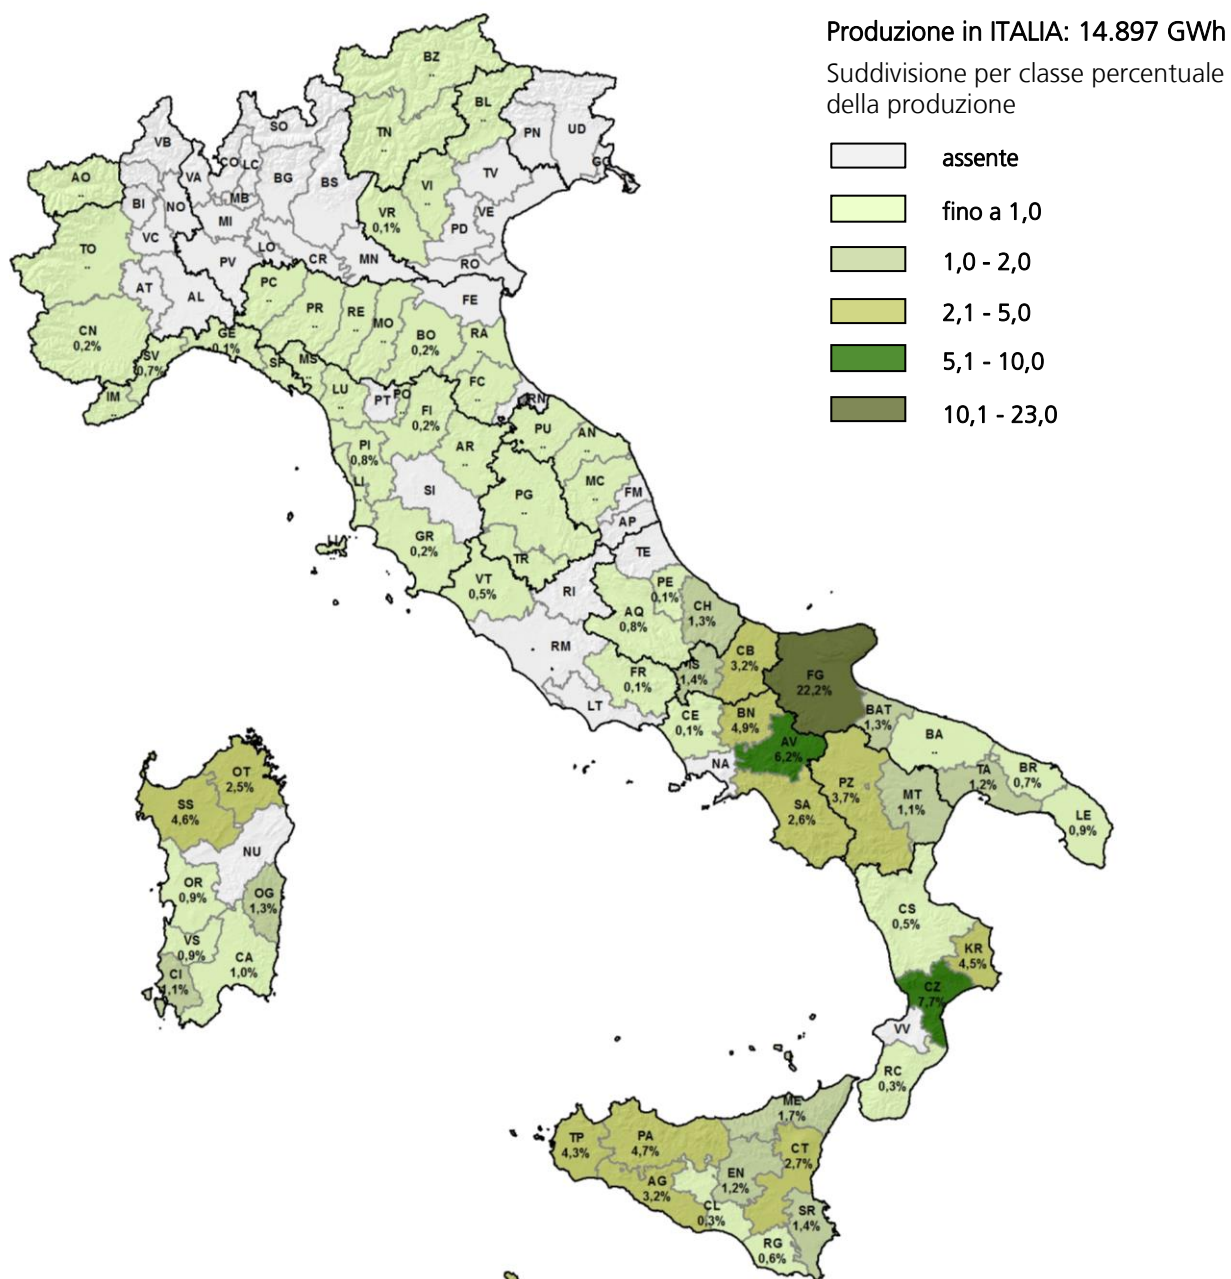 Produzione in ITALIA: 14.897 GWh
Suddivisione per classe percentuale
della produzione
assente
fino a 1,0
1,0 - 2,0
2,1 - 5,0
5,1 - 10,0
10,1 - 23,0
BZ
..
BL
..
TN
..
SO
PN
UD
GO
VB
CO
LC
VA
BG
BS
TV
AO
..
BI
NO
MB
MI
VI
..
VR
0,1%
VE
PD
TO
..
VC
LO
PV
CR
MN
RO
AT
AL
PC
..
PR
..
RE
..
MO
..
FE
BO
0,2%
RA
..
CN
0,2%
SV
0,7%
GE
0,1%
SP
MS
..
IM
..
LU
..
PT
PO
..
FI
0,2%
FC
..
RN
PU
..
AN
..
PI
0,8%
LI
AR
..
SI
PG
..
MC
..
FM
AP
GR
0,2%
TR
..
TE
VT
0,5%
RI
PE
0,1%
AQ
0,8%
CH
1,3%
RM
FR
0,1%
IS
1,4%
CB
3,2%
FG
22,2%
LT
CE
0,1%
BN
4,9%
BAT
1,3%
BA
..
NA
AV
6,2%
PZ
3,7%
MT
1,1%
TA
1,2%
BR
0,7%
SA
2,6%
LE
0,9%
OT
2,5%
SS
4,6%
NU
OR
0,9%
OG
1,3%
VS
0,9%
CA
1,0%
CI
1,1%
CS
0,5%
KR
4,5%
CZ
7,7%
VV
RC
0,3%
ME
1,7%
TP
4,3%
PA
4,7%
CT
2,7%
AG
3,2%
EN
1,2%
CL
0,3%
SR
1,4%
RG
0,6%